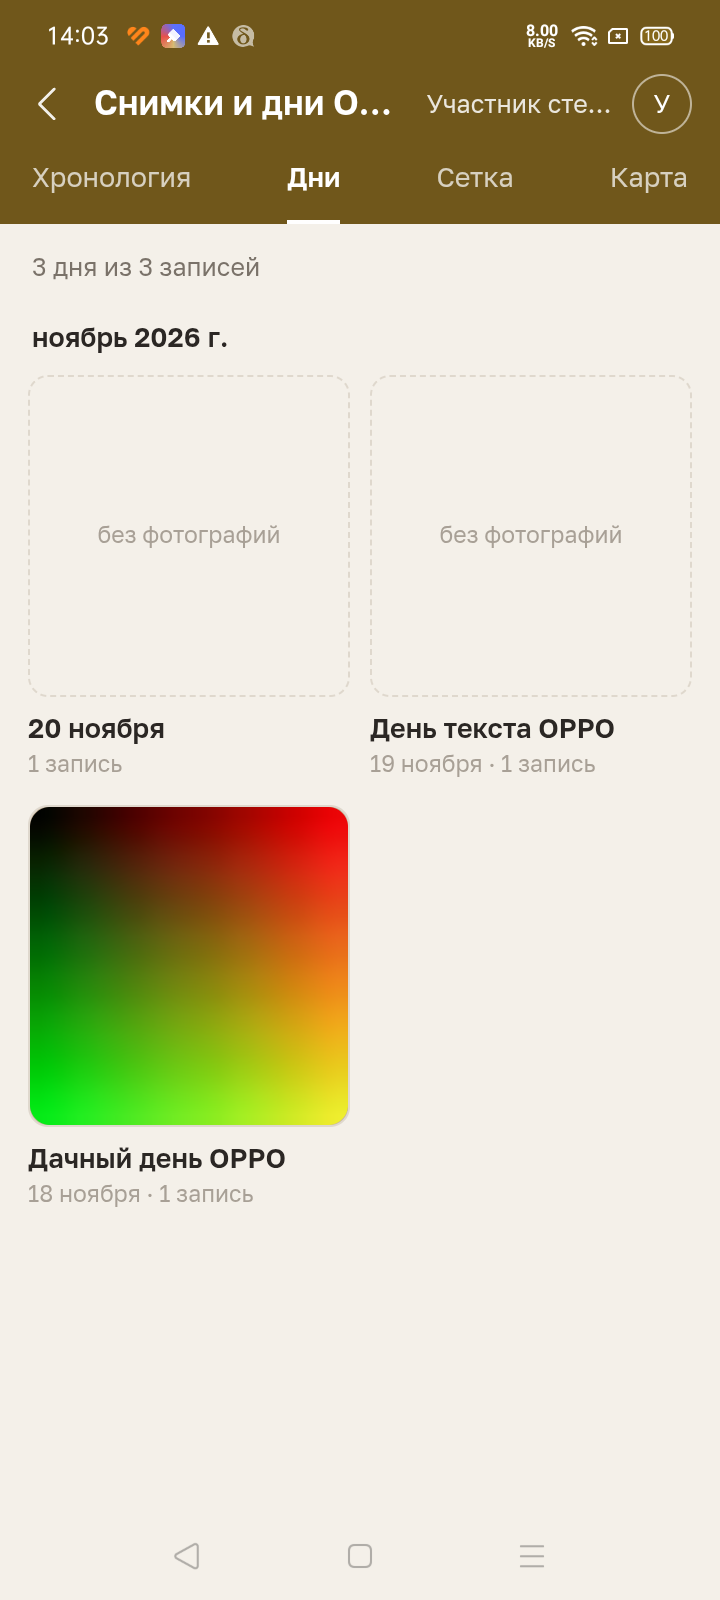 14:03
8.00
KB/S
100
Снимки и дни О...
Участник сте...
У
Хронология
Дни
Сетка
Карта
3 дня из 3 записей
ноябрь 2026 г.
без фотографий
без фотографий
20 ноября
1 запись
День текста OPPO
19 ноября · 1 запись
Дачный день OPPO
18 ноября · 1 запись